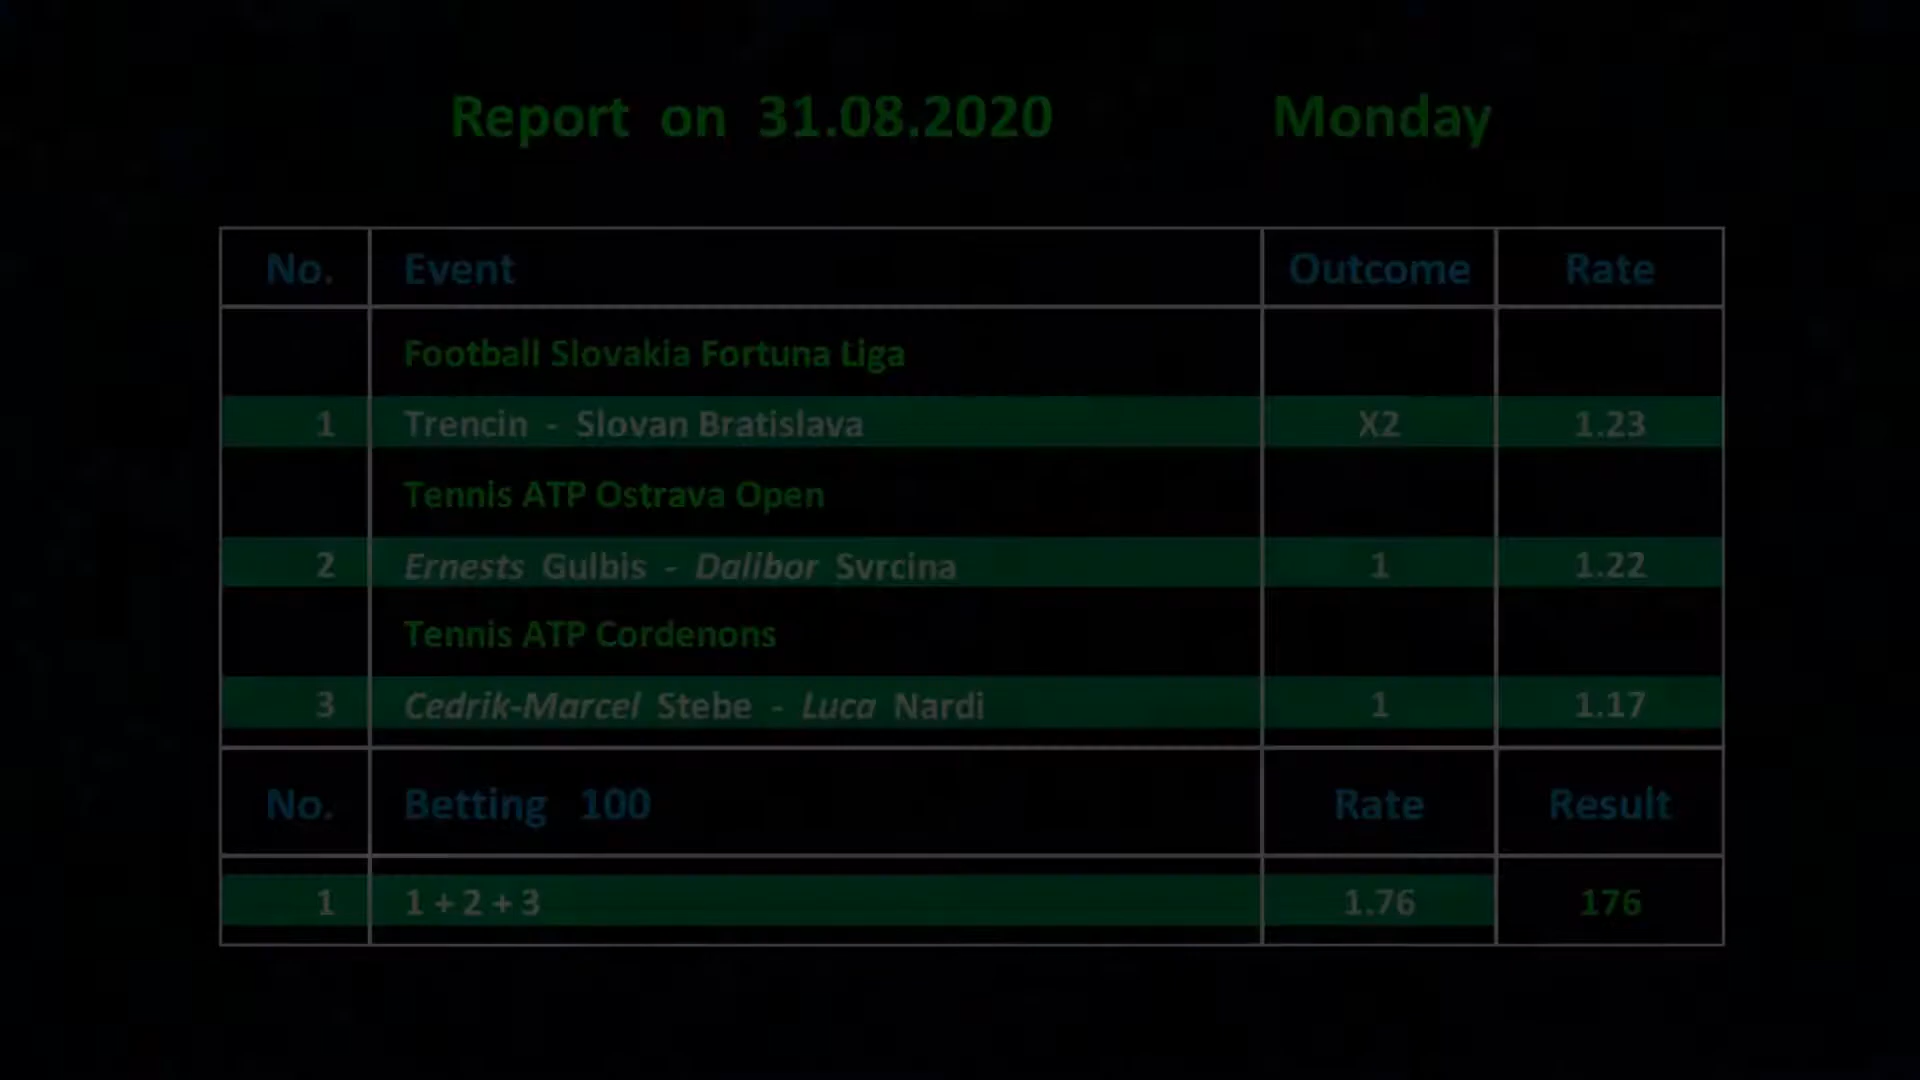 Report on 31.08.2020 Monday
No. Event Outcome Rate
Football Slovakia Fortuna Liga
1 Trencin - Slovan Bratislava X2 1.23
Tennis ATP Ostrava Open
2 Ernests Gulbis - Dalibor Svrcina 1 1.22
Tennis ATP Cordenons
3 Cedrik-Marcel Stebe - Luca Nardi 1 1.17
No. Betting 100 Rate Result
1 1 + 2 + 3 1.76 176